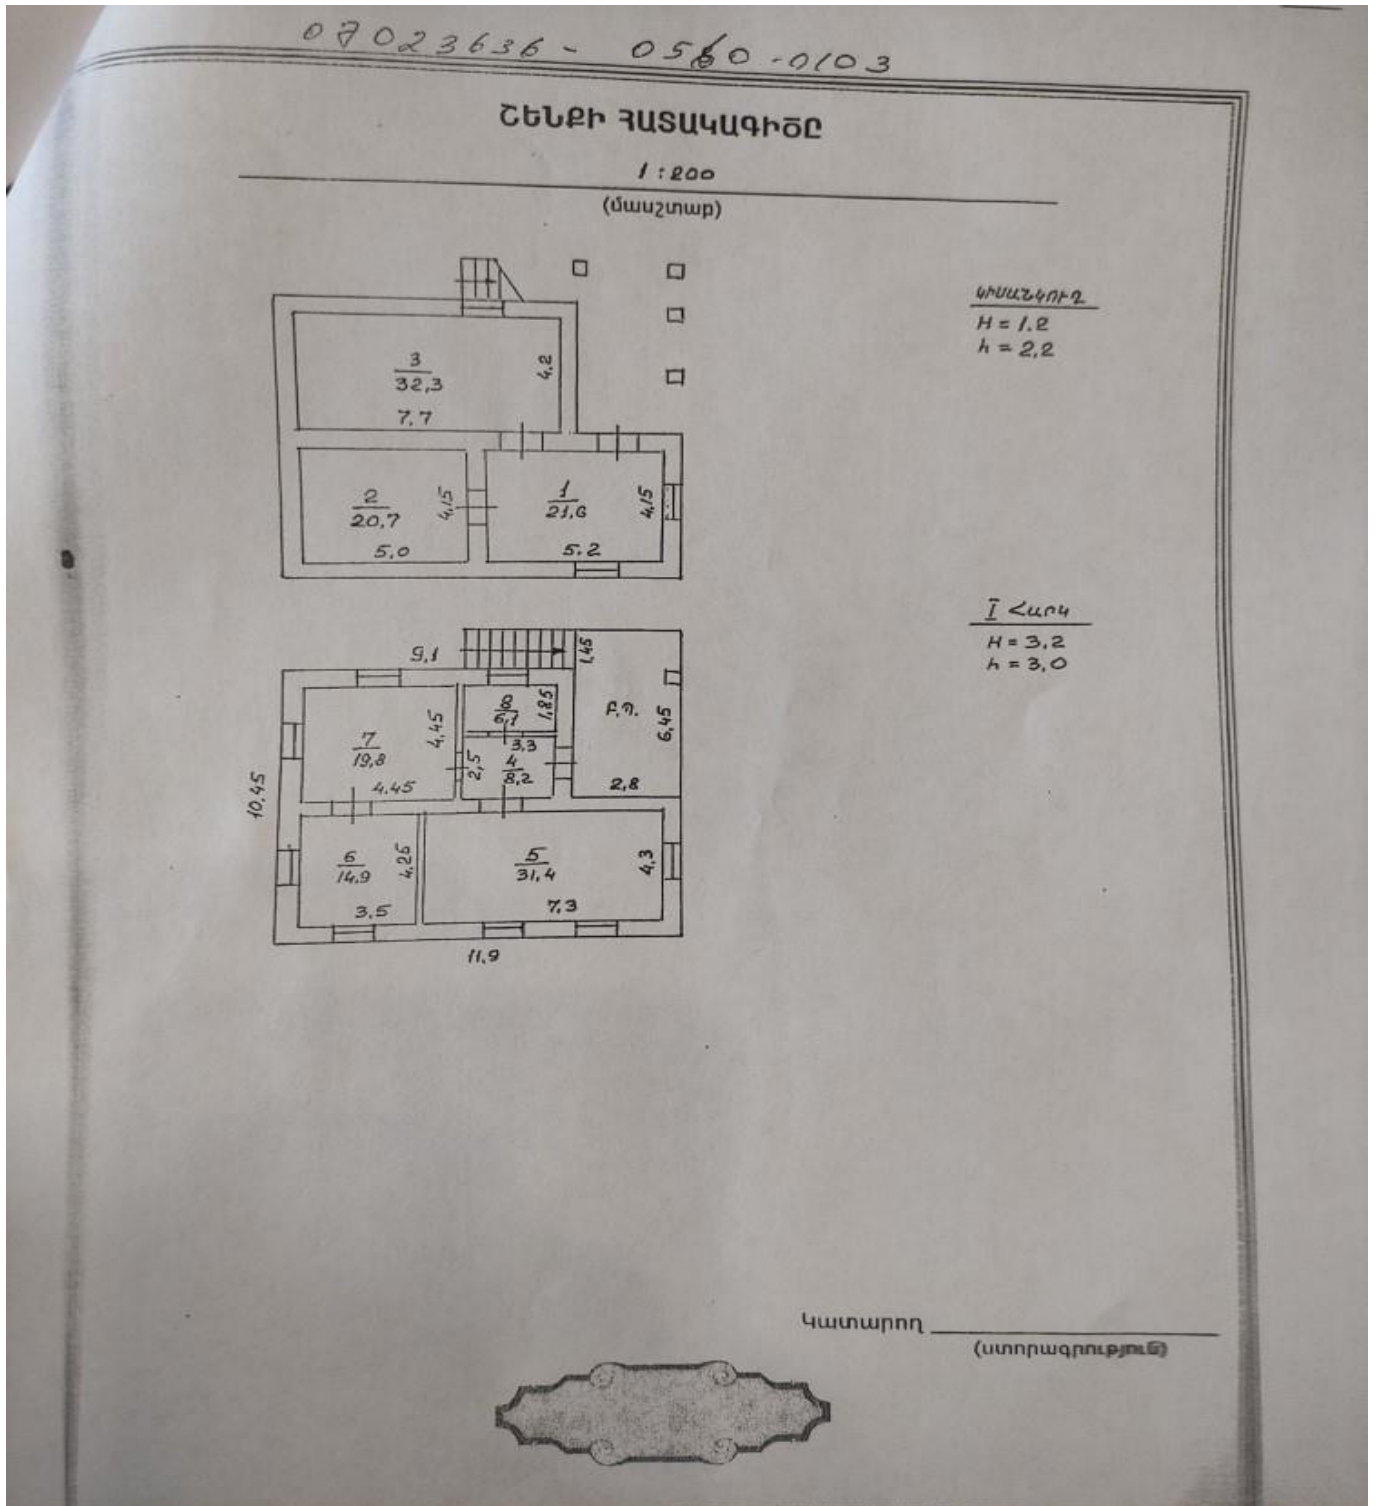 07023636 - 0560 - 0103
ՇԵՆՔԻ ՀԱՏԱԿԱԳԻԾԸ
1 : 200
(մասշտաբ)
ԿԻՍԱՆԿՈՒՂ
H = 1.2
h = 2,2
3
32,3
4,2
7.7
2
20,7
4,15
5,0
1
21,6
4,15
5.2
I Հարկ
H = 3,2
h = 3,0
9,1
1,45
7
19,8
4,45
4.45
8
6,1
1,85
3,3
4
8,2
2,5
Բ.Պ.
6,45
2,8
10,45
6
14,9
4,25
3.5
5
31,4
4,3
7,3
11,9
Կատարող
(ստորագրությունը)